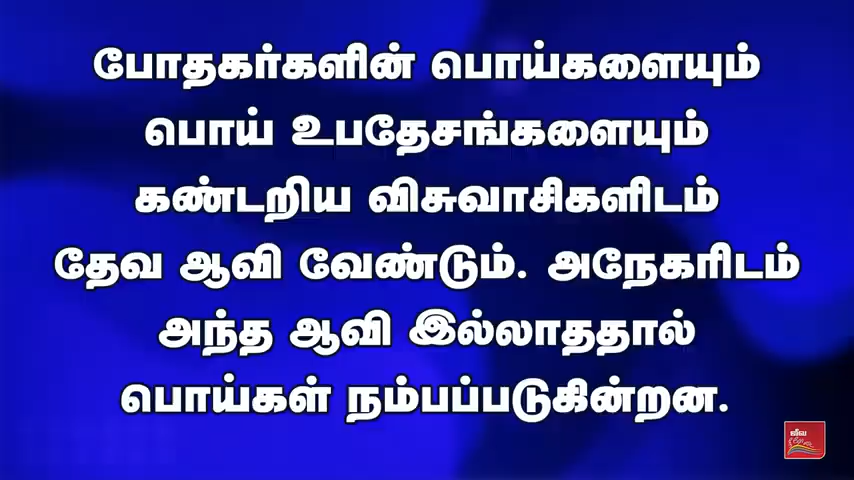 போதகர்களின் பொய்களையும்
பொய் உபதேசங்களையும்
கண்டறிய விசுவாசிகளிடம்
தேவ ஆவி வேண்டும். அநேகரிடம்
அந்த ஆவி இல்லாததால்
பொய்கள் நம்பப்படுகின்றன.